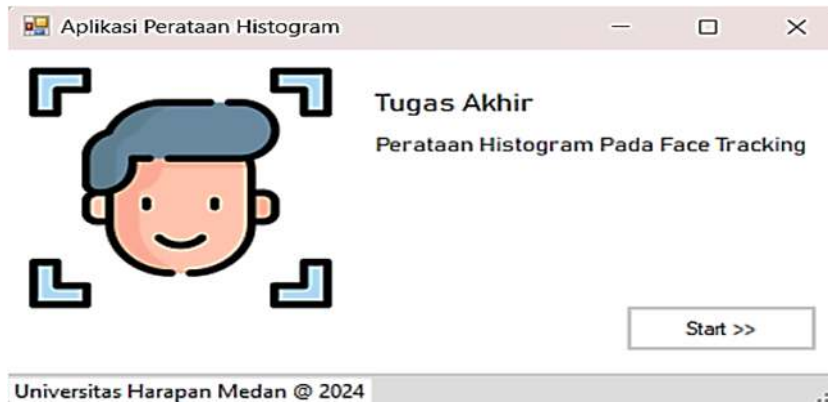 Aplikasi Perataan Histogram
Tugas Akhir
Perataan Histogram Pada Face Tracking
Start >>
Universitas Harapan Medan @ 2024